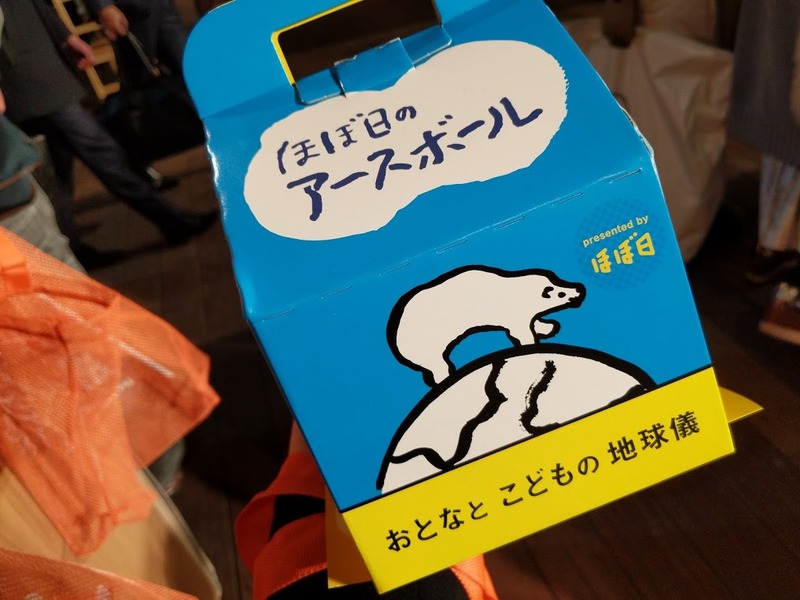 ほぼ日の
アースボール
presented by
ほぼ日
おとなと こどもの 地球儀